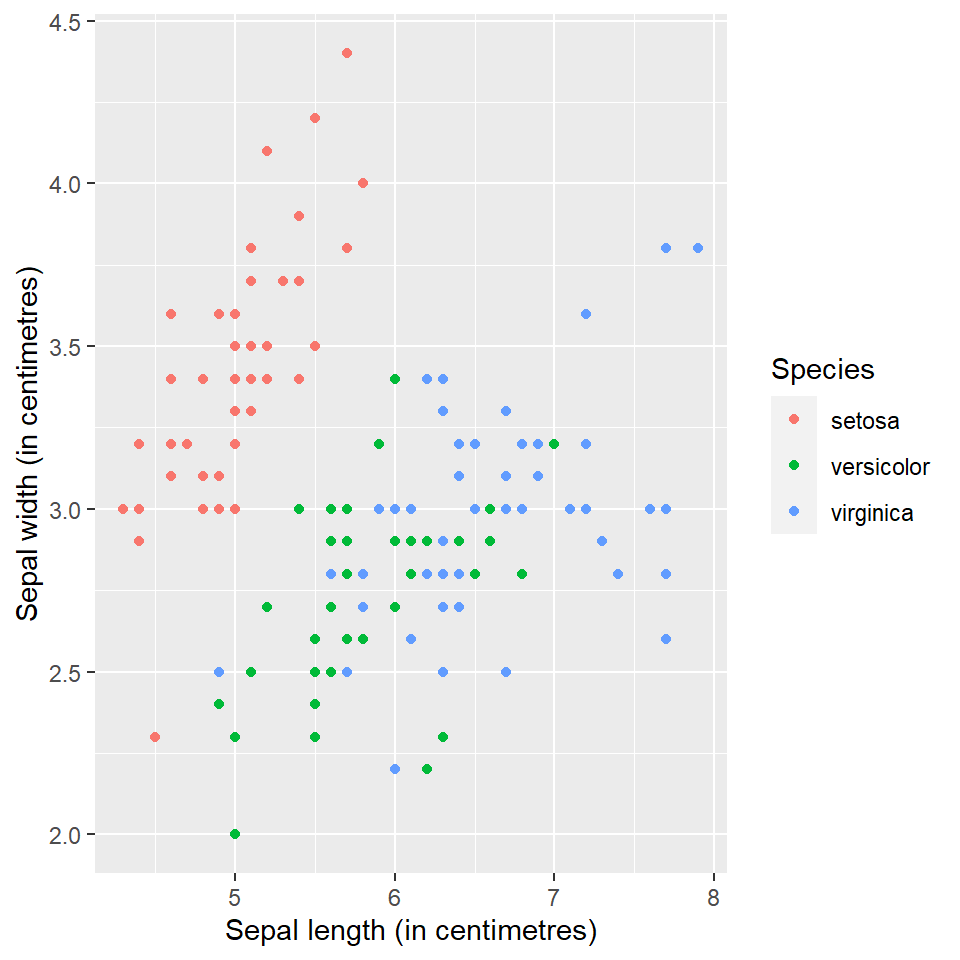 4.5
4.0
3.5
3.0
2.5
2.0
Sepal width (in centimetres)
5 6 7 8
Sepal length (in centimetres)
Species
setosa
versicolor
virginica